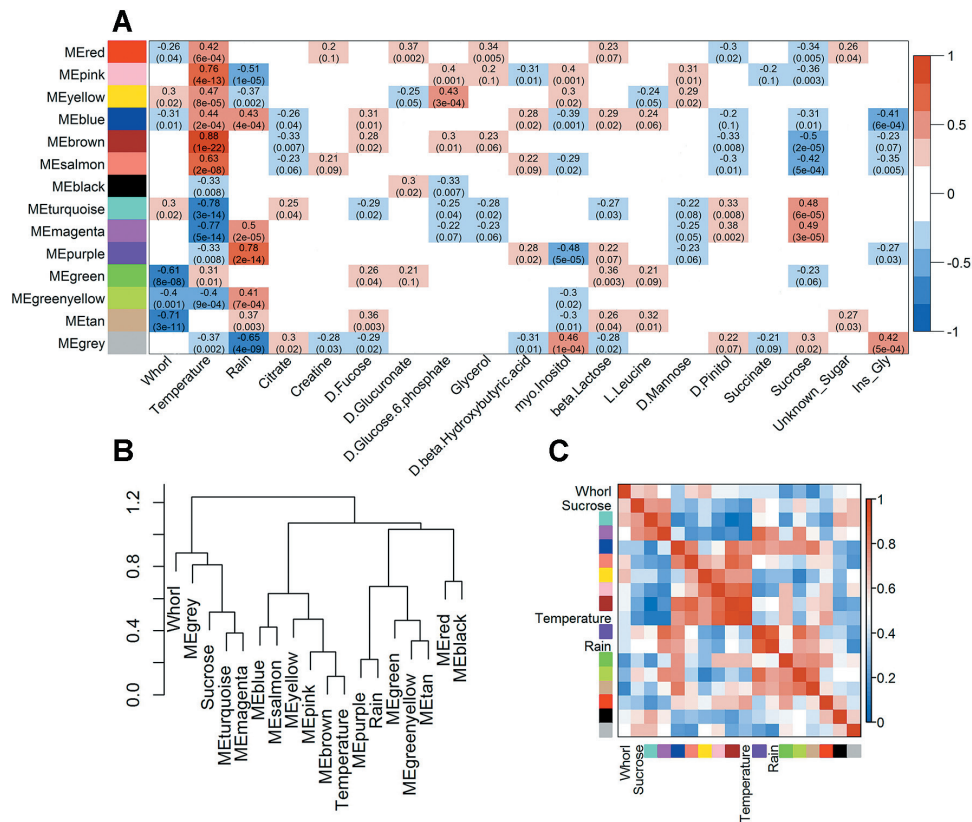 A
MEred -0.26 0.42 0.2 0.37 0.34 0.23 -0.3 -0.34 0.26
(0.04) (6e-04) (0.1) (0.002) (0.005) (0.07) (0.02) (0.005) (0.04)
MEpink 0.76 -0.51 0.4 0.2 -0.31 0.4 0.31 -0.2 -0.36
(4e-13) (1e-05) (0.001) (0.1) (0.01) (0.001) (0.01) (0.1) (0.003)
MEyellow 0.3 0.47 -0.37 -0.25 0.43 0.3 -0.24 0.29
(0.02) (8e-05) (0.002) (0.05) (3e-04) (0.02) (0.05) (0.02)
MEblue -0.31 0.44 0.43 -0.26 0.31 0.28 -0.39 0.29 0.24 -0.2 -0.31 -0.41
(0.01) (2e-04) (4e-04) (0.04) (0.01) (0.02) (0.001) (0.02) (0.06) (0.1) (0.01) (6e-04)
MEbrown 0.88 -0.33 0.28 0.3 0.23 -0.33 -0.5 -0.23
(1e-22) (0.007) (0.02) (0.01) (0.06) (0.008) (2e-05) (0.07)
MEsalmon 0.63 -0.23 0.21 0.22 -0.29 -0.3 -0.42 -0.35
(2e-08) (0.06) (0.09) (0.09) (0.02) (0.01) (5e-04) (0.005)
MEblack -0.33 0.3 -0.33
(0.008) (0.02) (0.007)
MEturquoise 0.3 -0.78 0.25 -0.29 -0.25 -0.28 -0.27 -0.22 0.33 0.48
(0.02) (3e-14) (0.04) (0.02) (0.04) (0.02) (0.03) (0.08) (0.008) (6e-05)
MEmagenta -0.77 0.5 -0.22 -0.23 -0.25 0.38 0.49
(5e-14) (2e-05) (0.07) (0.06) (0.05) (0.002) (3e-05)
MEpurple -0.33 0.78 0.28 -0.48 0.22 -0.23 -0.27
(0.008) (2e-14) (0.02) (5e-05) (0.07) (0.06) (0.03)
MEgreen -0.61 0.31 0.26 0.21 0.36 0.21 -0.23
(8e-08) (0.01) (0.04) (0.1) (0.003) (0.09) (0.06)
MEgreenyellow -0.4 -0.4 0.41 -0.3
(0.001) (9e-04) (7e-04) (0.02)
MEtan -0.71 0.37 0.36 -0.3 0.26 0.32 0.27
(3e-11) (0.003) (0.003) (0.01) (0.04) (0.01) (0.03)
MEgrey -0.37 -0.65 0.3 -0.28 -0.29 -0.31 0.46 -0.28 0.22 -0.21 0.3 0.42
(0.002) (4e-09) (0.02) (0.03) (0.02) (0.01) (1e-04) (0.02) (0.07) (0.09) (0.02) (5e-04)
1
0.5
0
-0.5
-1
Whorl
Temperature
Rain
Citrate
Creatine
D.Fucose
D.Glucuronate
D.Glucose.6.phosphate
Glycerol
D.beta.Hydroxybutyric.acid
myo.Inositol
beta.Lactose
L.Leucine
D.Mannose
D.Pinitol
Succinate
Sucrose
Unknown_Sugar
Ins_Gly
B
1.2
0.8
0.4
0.0
Whorl
MEgrey
Sucrose
MEturquoise
MEmagenta
MEblue
MEsalmon
MEyellow
MEpink
MEbrown
Temperature
MEpurple
Rain
MEgreen
MEgreenyellow
MEtan
MEred
MEblack
C
Whorl
Sucrose
Temperature
Rain
1
0.8
0.6
0.4
0.2
0
Whorl
Sucrose
Temperature
Rain